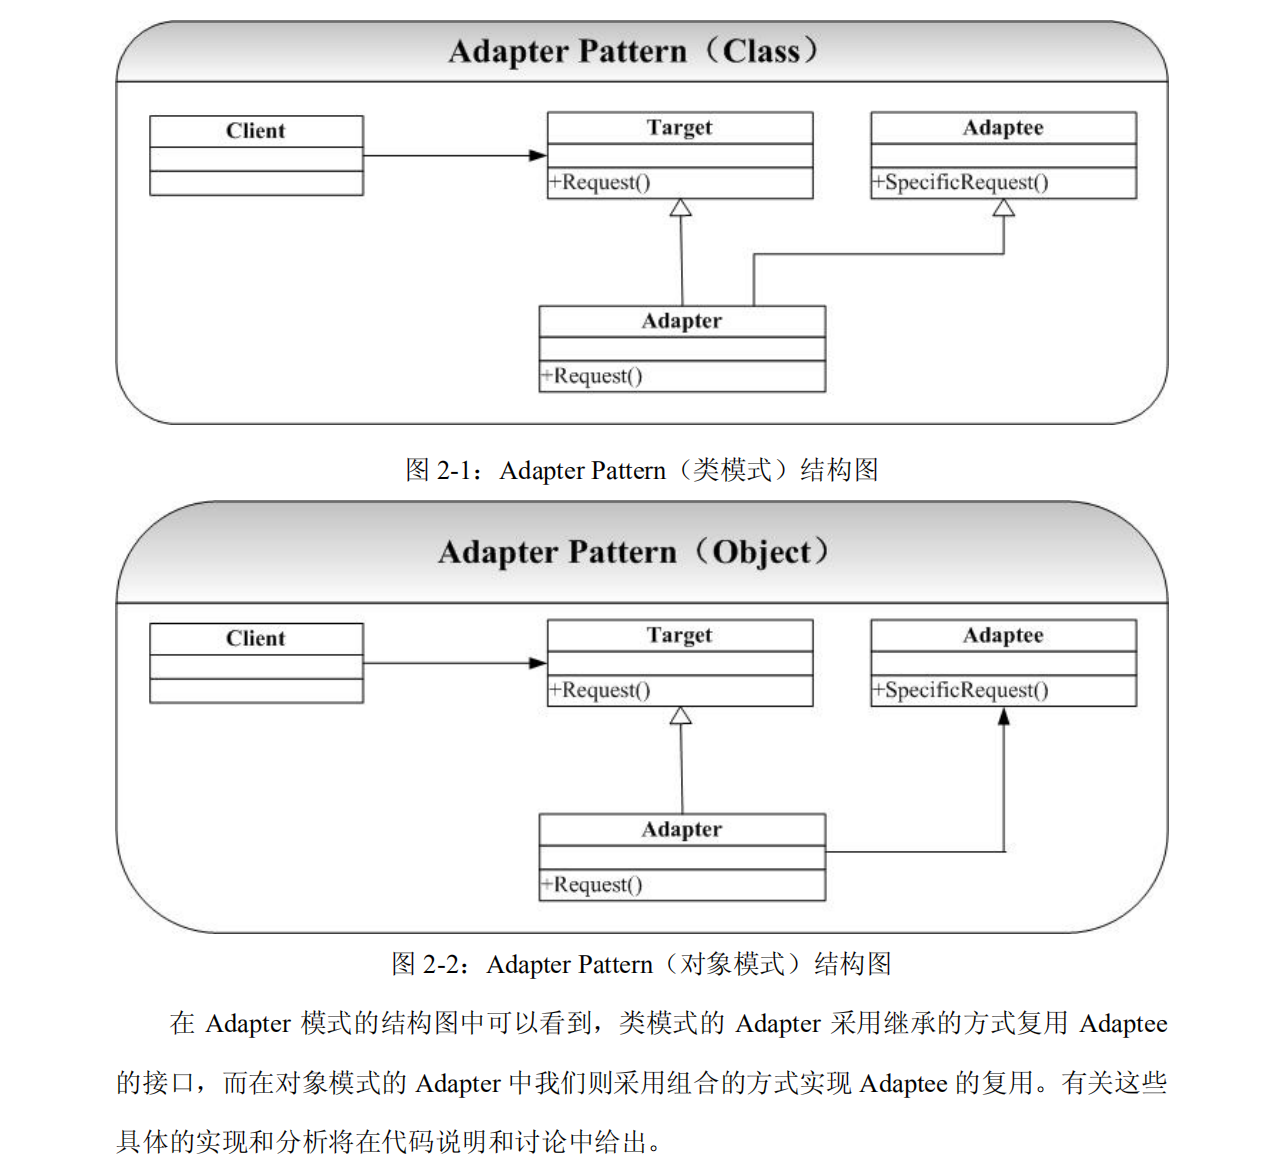 Adapter Pattern（Class）
Client
Target
Adaptee
+Request()
+SpecificRequest()
Adapter
+Request()
图 2-1：Adapter Pattern（类模式）结构图
Adapter Pattern（Object）
Client
Target
Adaptee
+Request()
+SpecificRequest()
Adapter
+Request()
图 2-2：Adapter Pattern（对象模式）结构图
在 Adapter 模式的结构图中可以看到，类模式的 Adapter 采用继承的方式复用 Adaptee
的接口，而在对象模式的 Adapter 中我们则采用组合的方式实现 Adaptee 的复用。有关这些
具体的实现和分析将在代码说明和讨论中给出。